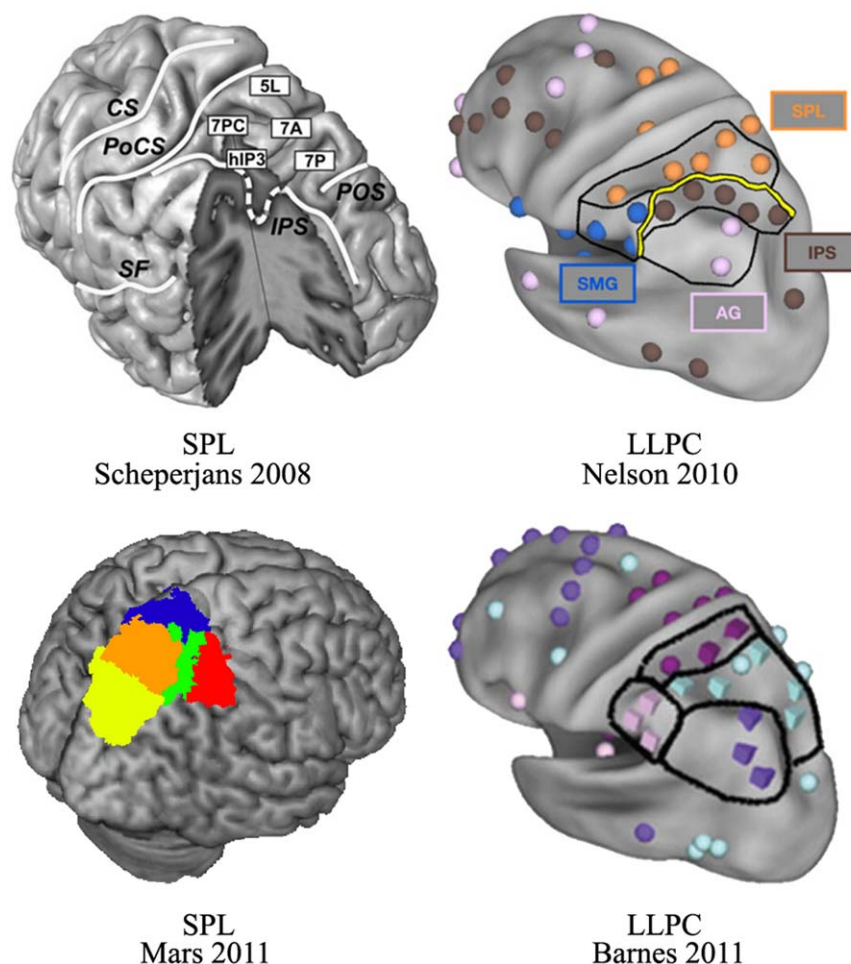 CS
PoCS
SF
5L
7PC
7A
hIP3
7P
POS
IPS
SPL
IPS
SMG
AG
SPL
Scheperjans 2008
LLPC
Nelson 2010
SPL
Mars 2011
LLPC
Barnes 2011